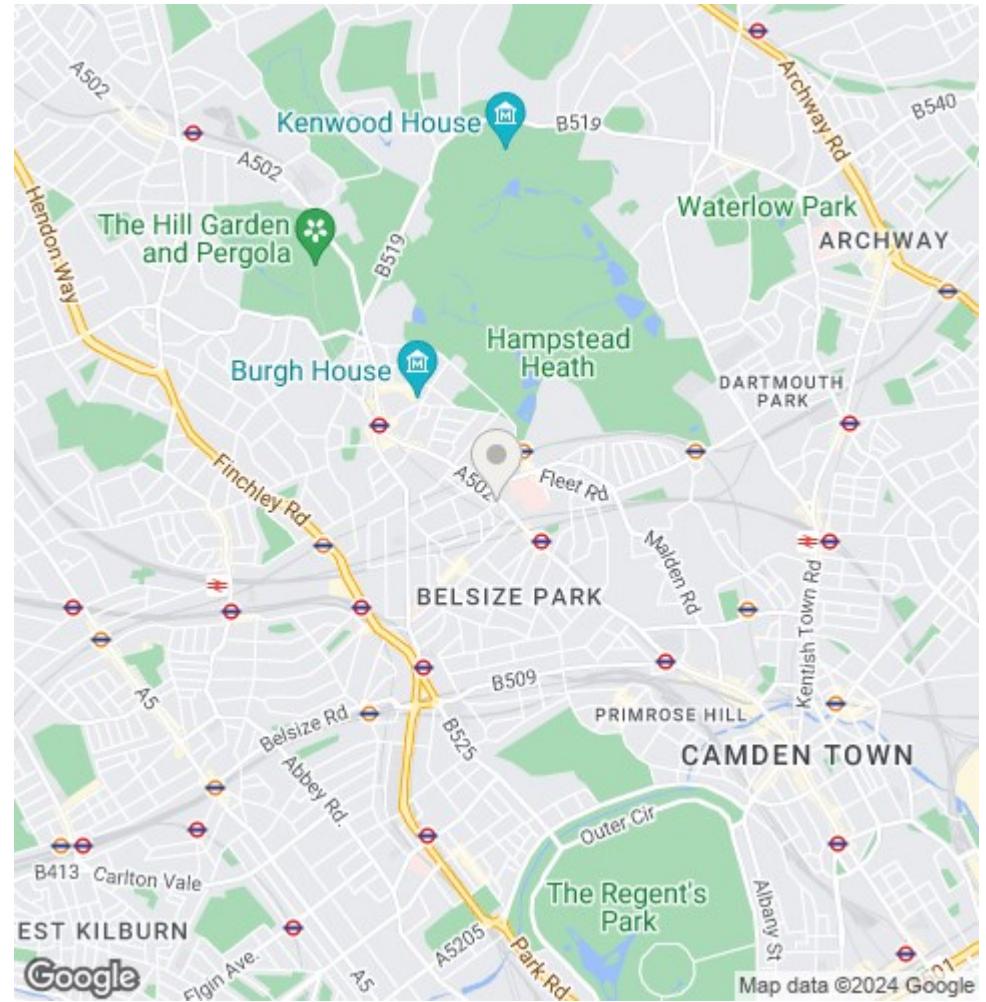 A502
Kenwood House
B519
Archway Rd
B540
A502
Hendon Way
The Hill Garden
and Pergola
B519
Waterlow Park
ARCHWAY
Burgh House
Hampstead
Heath
DARTMOUTH
PARK
Finchley Rd
A502
Fleet Rd
Malden Rd
BELSIZE PARK
Kentish Town Rd
A5
B509
Belsize Rd
B525
PRIMROSE HILL
CAMDEN TOWN
Abbey Rd.
Outer Cir
B413
Carlton Vale
The Regent's
Park
Albany St
EST KILBURN
Elgin Ave.
A5
A5205
Park Rd
501
Google
Map data ©2024 Google